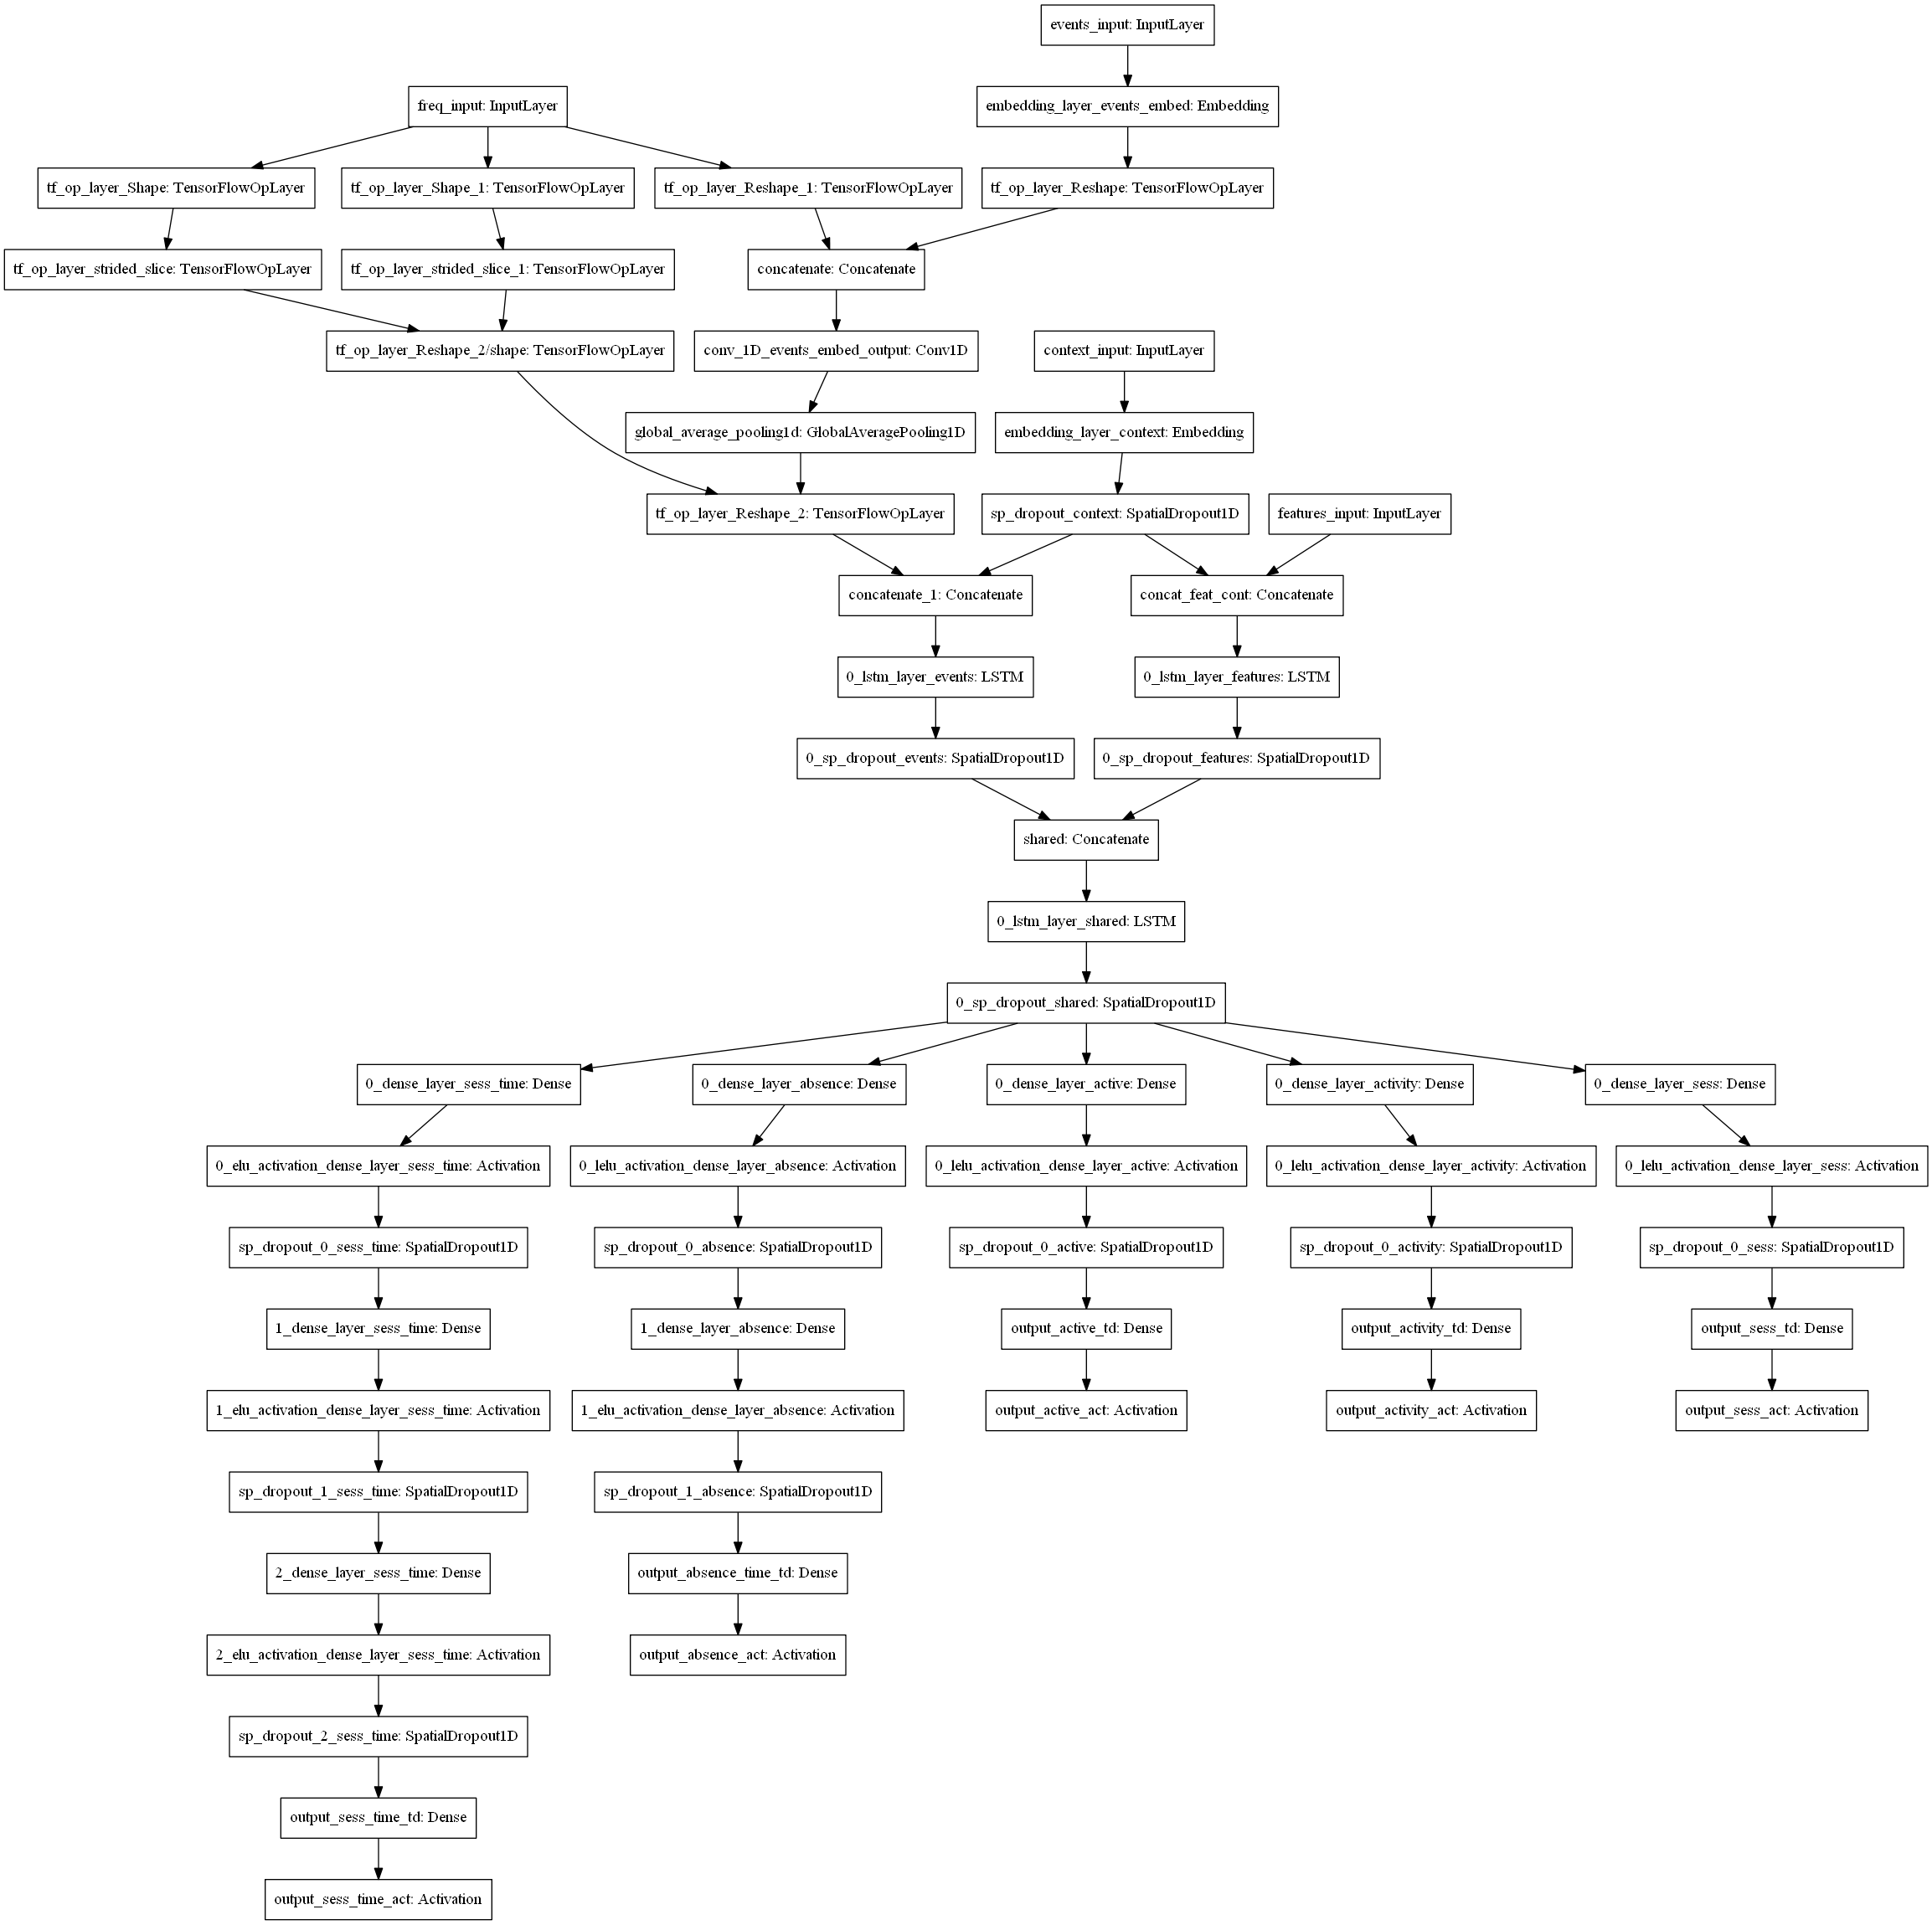 events_input: InputLayer
freq_input: InputLayer
embedding_layer_events_embed: Embedding
tf_op_layer_Shape: TensorFlowOpLayer
tf_op_layer_Shape_1: TensorFlowOpLayer
tf_op_layer_Reshape_1: TensorFlowOpLayer
tf_op_layer_Reshape: TensorFlowOpLayer
tf_op_layer_strided_slice: TensorFlowOpLayer
tf_op_layer_strided_slice_1: TensorFlowOpLayer
concatenate: Concatenate
tf_op_layer_Reshape_2/shape: TensorFlowOpLayer
conv_1D_events_embed_output: Conv1D
context_input: InputLayer
global_average_pooling1d: GlobalAveragePooling1D
embedding_layer_context: Embedding
tf_op_layer_Reshape_2: TensorFlowOpLayer
sp_dropout_context: SpatialDropout1D
features_input: InputLayer
concatenate_1: Concatenate
concat_feat_cont: Concatenate
0_lstm_layer_events: LSTM
0_lstm_layer_features: LSTM
0_sp_dropout_events: SpatialDropout1D
0_sp_dropout_features: SpatialDropout1D
shared: Concatenate
0_lstm_layer_shared: LSTM
0_sp_dropout_shared: SpatialDropout1D
0_dense_layer_sess_time: Dense
0_dense_layer_absence: Dense
0_dense_layer_active: Dense
0_dense_layer_activity: Dense
0_dense_layer_sess: Dense
0_elu_activation_dense_layer_sess_time: Activation
0_lelu_activation_dense_layer_absence: Activation
0_lelu_activation_dense_layer_active: Activation
0_lelu_activation_dense_layer_activity: Activation
0_lelu_activation_dense_layer_sess: Activation
sp_dropout_0_sess_time: SpatialDropout1D
sp_dropout_0_absence: SpatialDropout1D
sp_dropout_0_active: SpatialDropout1D
sp_dropout_0_activity: SpatialDropout1D
sp_dropout_0_sess: SpatialDropout1D
1_dense_layer_sess_time: Dense
1_dense_layer_absence: Dense
output_active_td: Dense
output_activity_td: Dense
output_sess_td: Dense
1_elu_activation_dense_layer_sess_time: Activation
1_elu_activation_dense_layer_absence: Activation
output_active_act: Activation
output_activity_act: Activation
output_sess_act: Activation
sp_dropout_1_sess_time: SpatialDropout1D
sp_dropout_1_absence: SpatialDropout1D
2_dense_layer_sess_time: Dense
output_absence_time_td: Dense
2_elu_activation_dense_layer_sess_time: Activation
output_absence_act: Activation
sp_dropout_2_sess_time: SpatialDropout1D
output_sess_time_td: Dense
output_sess_time_act: Activation